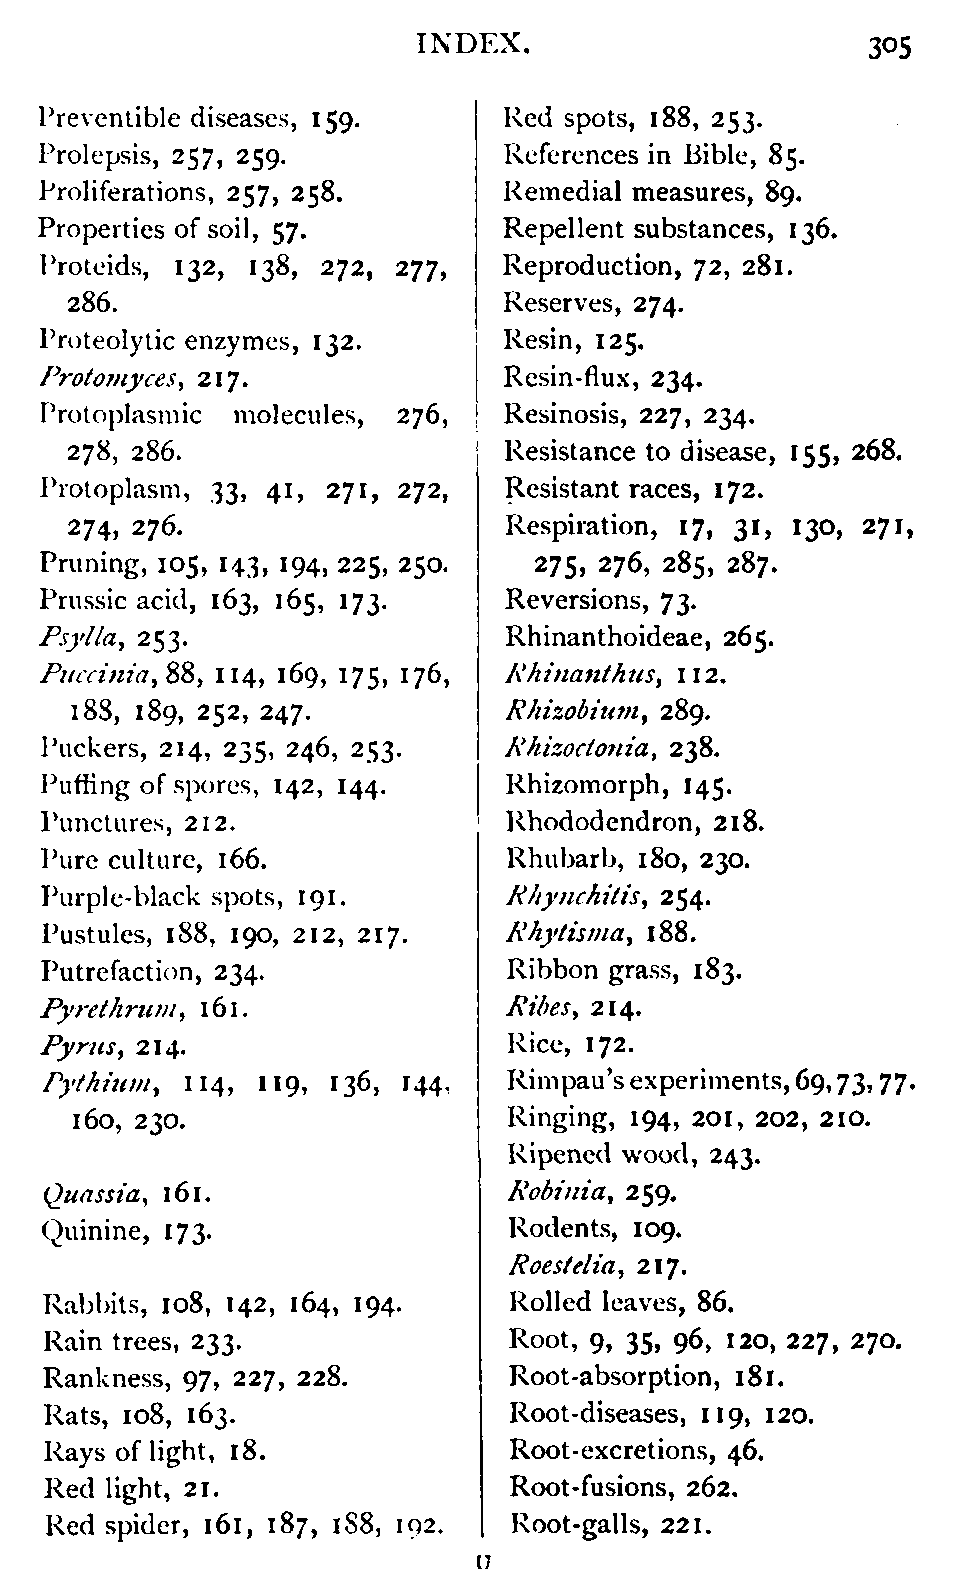 INDEX. 305
Preventible diseases, 159.
Prolepsis, 257, 259.
Proliferations, 257, 258.
Properties of soil, 57.
Proteids, 132, 138, 272, 277,
286.
Proteolytic enzymes, 132.
Protomyces, 217.
Protoplasmic molecules, 276,
278, 286.
Protoplasm, 33, 41, 271, 272,
274, 276.
Pruning, 105, 143, 194, 225, 250.
Prussic acid, 163, 165, 173.
Psylla, 253.
Puccinia, 88, 114, 169, 175, 176,
188, 189, 252, 247.
Puckers, 214, 235, 246, 253.
Puffing of spores, 142, 144.
Punctures, 212.
Pure culture, 166.
Purple-black spots, 191.
Pustules, 188, 190, 212, 217.
Putrefaction, 234.
Pyrethrum, 161.
Pyrus, 214.
Pythium, 114, 119, 136, 144,
160, 230.
Quassia, 161.
Quinine, 173.
Rabbits, 108, 142, 164, 194.
Rain trees, 233.
Rankness, 97, 227, 228.
Rats, 108, 163.
Rays of light, 18.
Red light, 21.
Red spider, 161, 187, 188, 192.
Red spots, 188, 253.
References in Bible, 85.
Remedial measures, 89.
Repellent substances, 136.
Reproduction, 72, 281.
Reserves, 274.
Resin, 125.
Resin-flux, 234.
Resinosis, 227, 234.
Resistance to disease, 155, 268.
Resistant races, 172.
Respiration, 17, 31, 130, 271,
275, 276, 285, 287.
Reversions, 73.
Rhinanthoideae, 265.
Rhinanthus, 112.
Rhizobium, 289.
Rhizoctonia, 238.
Rhizomorph, 145.
Rhododendron, 218.
Rhubarb, 180, 230.
Rhynchitis, 254.
Rhytisma, 188.
Ribbon grass, 183.
Ribes, 214.
Rice, 172.
Rimpau's experiments, 69, 73, 77.
Ringing, 194, 201, 202, 210.
Ripened wood, 243.
Robinia, 259.
Rodents, 109.
Roestelia, 217.
Rolled leaves, 86.
Root, 9, 35, 96, 120, 227, 270.
Root-absorption, 181.
Root-diseases, 119, 120.
Root-excretions, 46.
Root-fusions, 262.
Root-galls, 221.
U